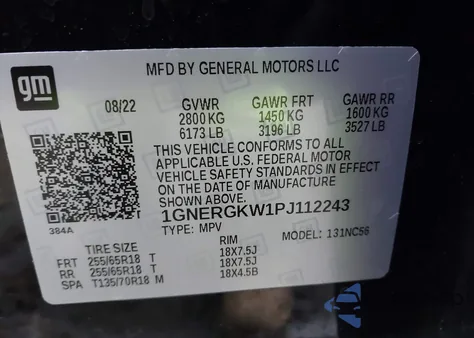 gm
MFD BY GENERAL MOTORS LLC
08/22 GVWR GAWR FRT GAWR RR
2800 KG 1450 KG 1600 KG
6173 LB 3196 LB 3527 LB
THIS VEHICLE CONFORMS TO ALL
APPLICABLE U.S. FEDERAL MOTOR
VEHICLE SAFETY STANDARDS IN EFFECT
ON THE DATE OF MANUFACTURE
SHOWN ABOVE.
384A
1GNERGKW1PJ112243
TYPE: MPV MODEL: 131NC56
TIRE SIZE RIM
FRT 255/65R18 T 18X7.5J
RR 255/65R18 T 18X7.5J
SPA T135/70R18 M 18X4.5B